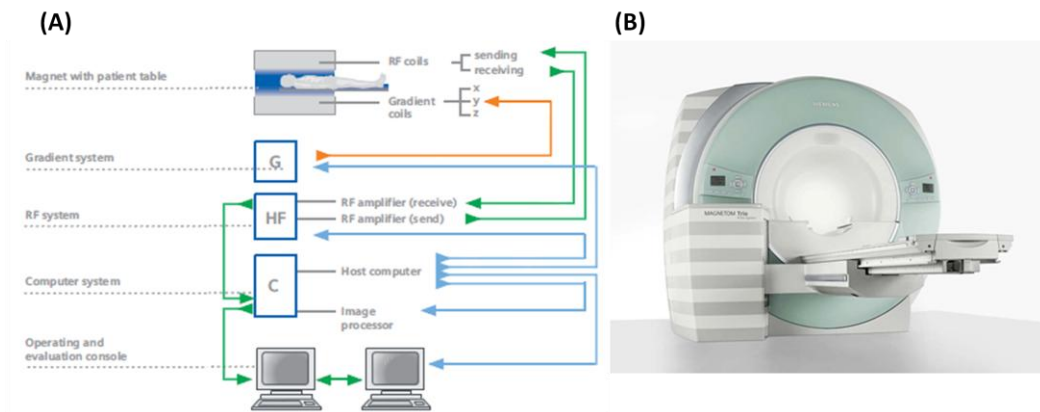 (A)
(B)
Magnet with patient table
RF coils
sending
receiving
Gradient
coils
x
y
z
Gradient system
G
RF system
HF
RF amplifier (receive)
RF amplifier (send)
Computer system
C
Host computer
Image
processor
Operating and
evaluation console
SIEMENS
MAGNETOM Trio